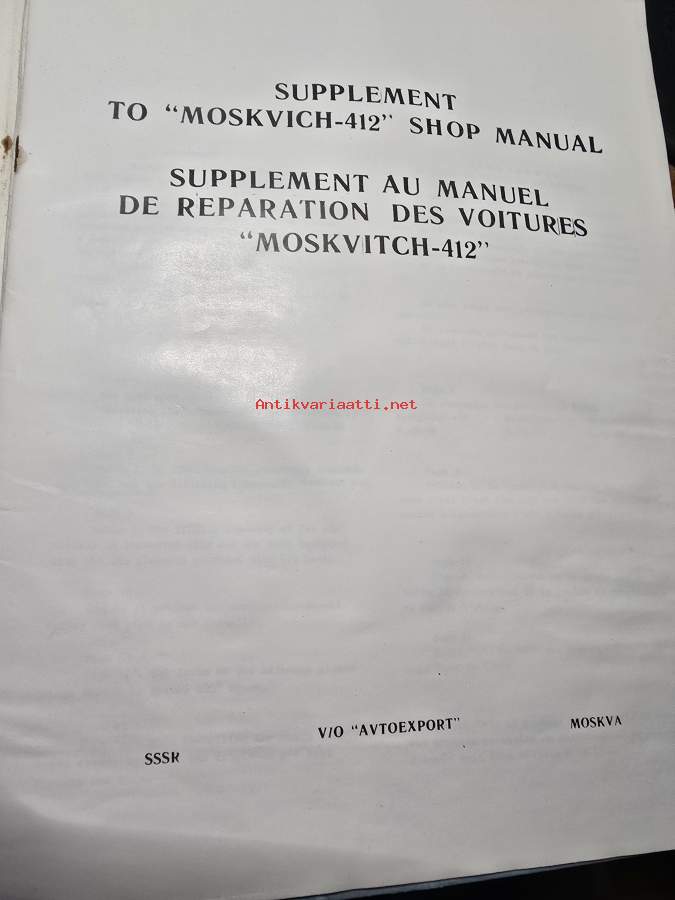 SUPPLEMENT
TO “MOSKVICH-412” SHOP MANUAL
SUPPLEMENT AU MANUEL
DE REPARATION DES VOITURES
“MOSKVITCH-412”
Antikvariaatti.net
V/O “AVTOEXPORT” MOSKVA
SSSR